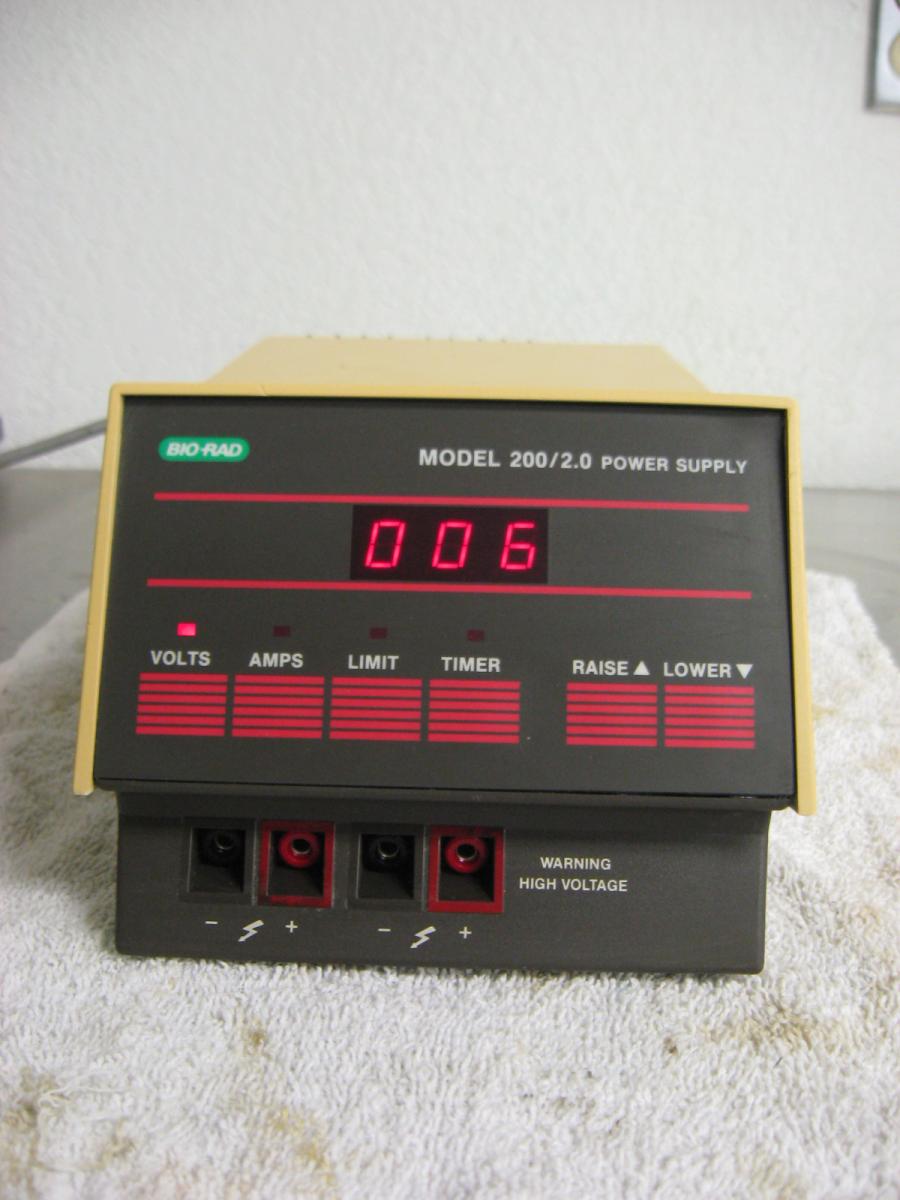 BIO-RAD
MODEL 200/2.0 POWER SUPPLY
006
VOLTS AMPS LIMIT TIMER RAISE ▲ LOWER ▼
WARNING
HIGH VOLTAGE
− + − +